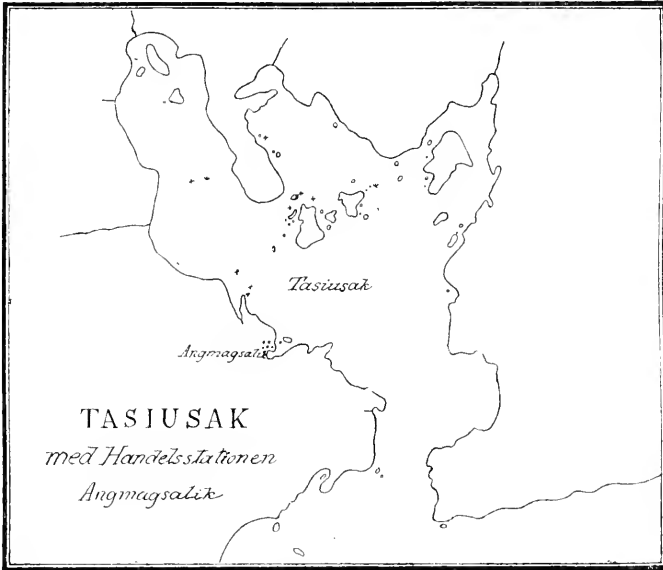 Tasiusak
Angmagsalik
TASIUSAK
med Handelsstationen
Angmagsalik